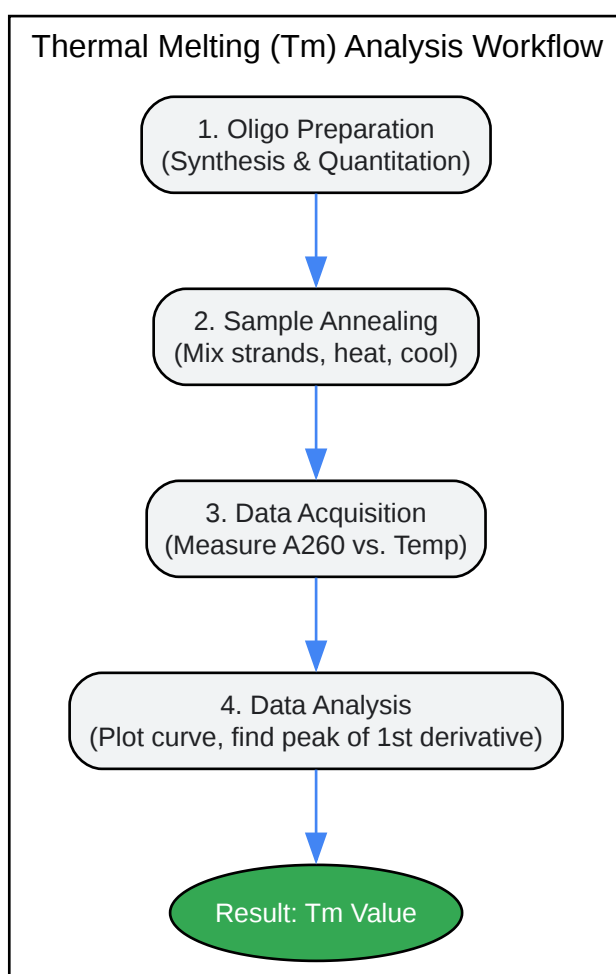 Thermal Melting (Tm) Analysis Workflow
1. Oligo Preparation
(Synthesis & Quantitation)
2. Sample Annealing
(Mix strands, heat, cool)
3. Data Acquisition
(Measure A260 vs. Temp)
4. Data Analysis
(Plot curve, find peak of 1st derivative)
Result: Tm Value